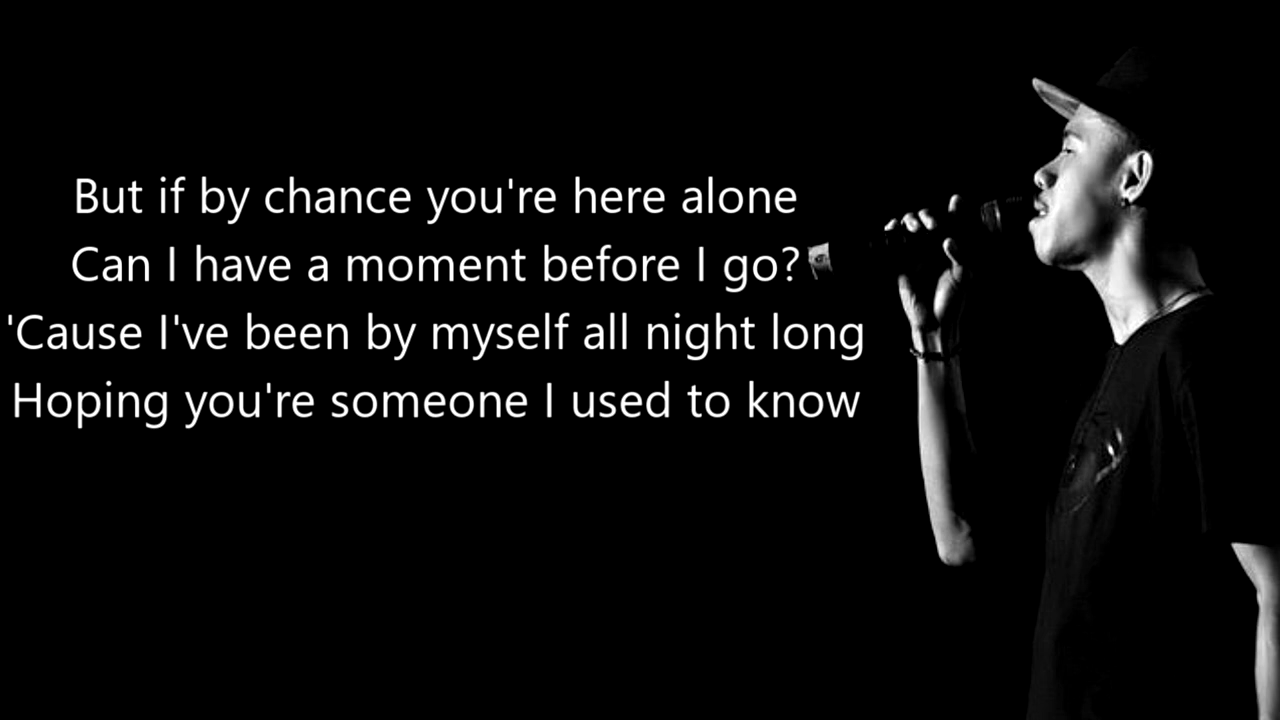 But if by chance you're here alone
Can I have a moment before I go?
'Cause I've been by myself all night long
Hoping you're someone I used to know